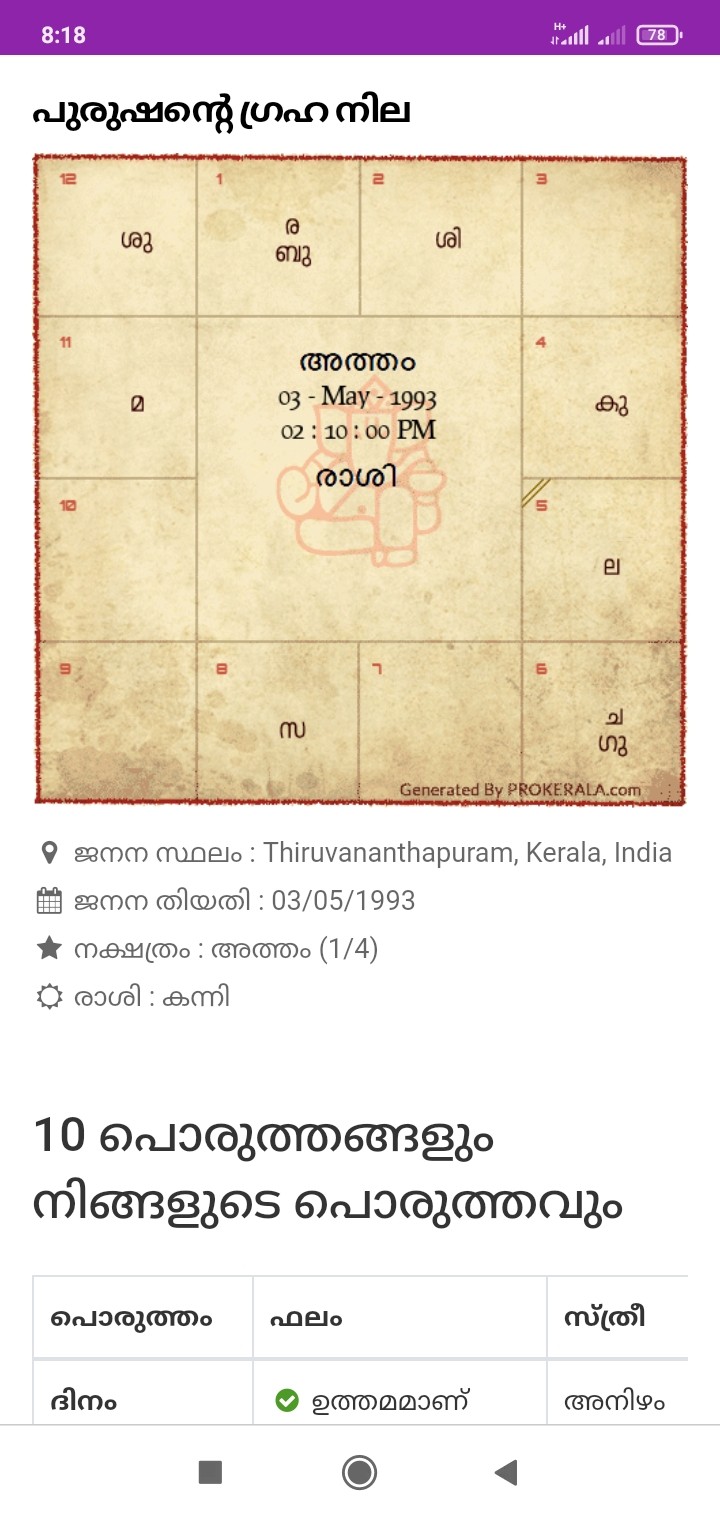 8:18
H+
78
പുരുഷന്റെ ഗ്രഹ നില
12 1 2 3
ശു ര ശി
ബു
11 4
മ കു
അത്തം
03 - May - 1993
02 : 10 : 00 PM
രാശി
10 5
ല
9 8 7 6
സ ച
ഗു
Generated By PROKERALA.com
ജനന സ്ഥലം : Thiruvananthapuram, Kerala, India
ജനന തിയതി : 03/05/1993
നക്ഷത്രം : അത്തം (1/4)
രാശി : കന്നി
10 പൊരുത്തങ്ങളും
നിങ്ങളുടെ പൊരുത്തവും
പൊരുത്തം ഫലം സ്ത്രീ
ദിനം ഉത്തമമാണ് അനിഴം